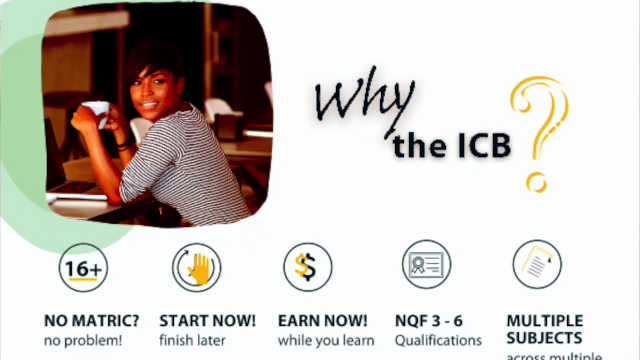 Why
the ICB
?
16+
$
NO MATRIC?
no problem!
START NOW!
finish later
EARN NOW!
while you learn
NQF 3 - 6
Qualifications
MULTIPLE
SUBJECTS
across multiple